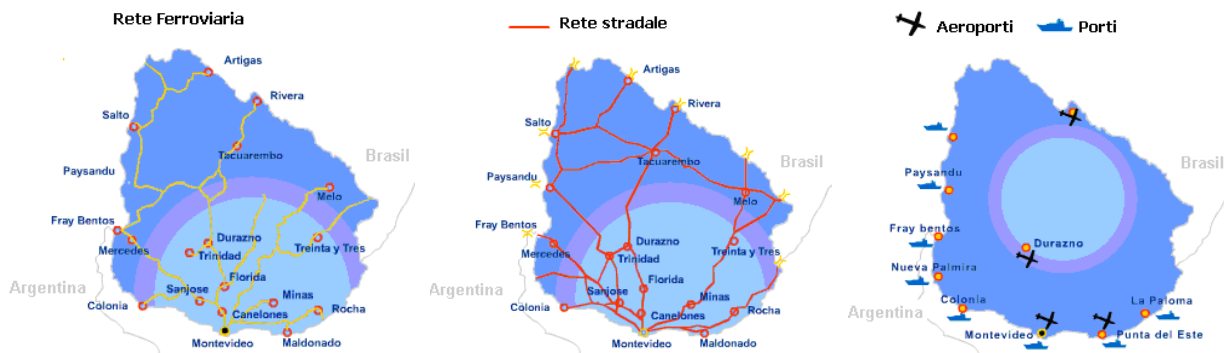 Rete Ferroviaria
Artigas
Rivera
Salto
Tacuarembo
Brasil
Paysandu
Melo
Fray Bentos
Mercedes
Durazno
Trinidad
Treinta y Tres
Florida
Argentina
Sanjose
Minas
Colonia
Canelones
Rocha
Montevideo
Maldonado
Rete stradale
Artigas
Rivera
Salto
Tacuarembo
Brasil
Paysandu
Melo
Fray Bentos
Mercedes
Durazno
Trinidad
Treinta y Tres
Florida
Argentina
Sanjose
Minas
Colonia
Canelones
Rocha
Montevideo
Maldonado
Aeroporti Porti
Brasil
Paysandu
Fray bentos
Durazno
Nueva Palmira
Colonia
La Paloma
Argentina
Montevideo
Punta del Este